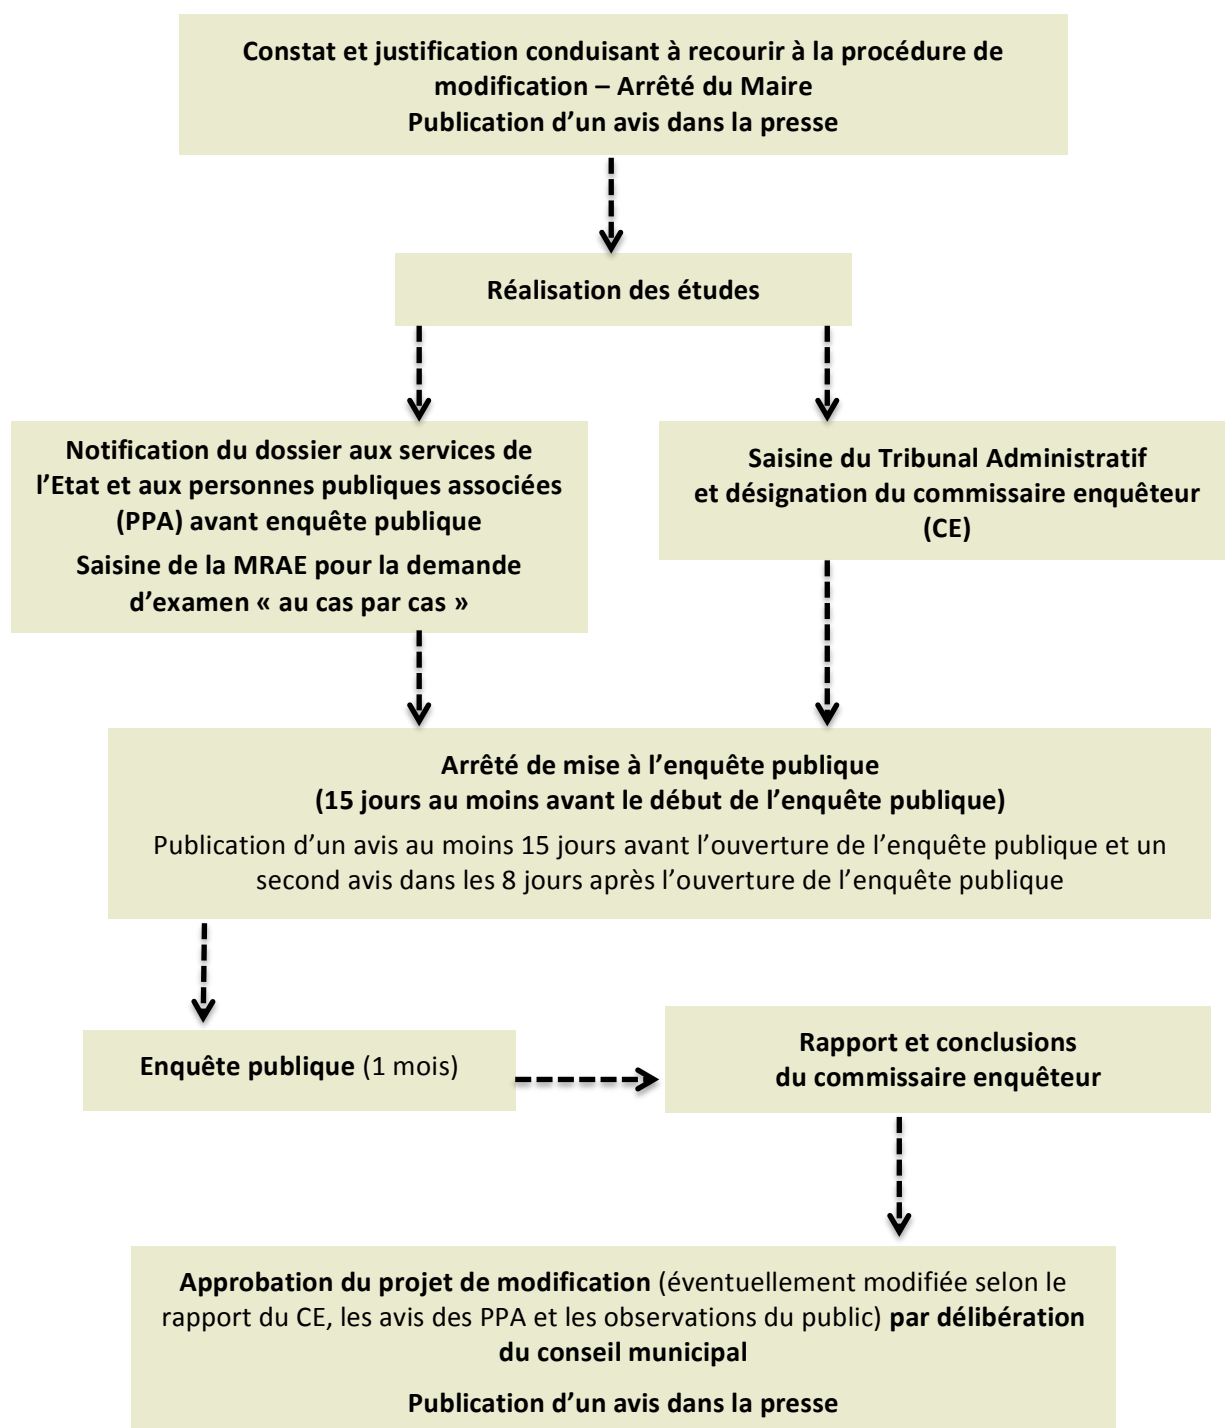 Constat et justification conduisant à recourir à la procédure de
modification – Arrêté du Maire
Publication d’un avis dans la presse
Réalisation des études
Notification du dossier aux services de
l’Etat et aux personnes publiques associées
(PPA) avant enquête publique
Saisine de la MRAE pour la demande
d’examen « au cas par cas »
Saisine du Tribunal Administratif
et désignation du commissaire enquêteur
(CE)
Arrêté de mise à l’enquête publique
(15 jours au moins avant le début de l’enquête publique)
Publication d’un avis au moins 15 jours avant l’ouverture de l’enquête publique et un
second avis dans les 8 jours après l’ouverture de l’enquête publique
Enquête publique (1 mois)
Rapport et conclusions
du commissaire enquêteur
Approbation du projet de modification (éventuellement modifiée selon le
rapport du CE, les avis des PPA et les observations du public) par délibération
du conseil municipal
Publication d’un avis dans la presse